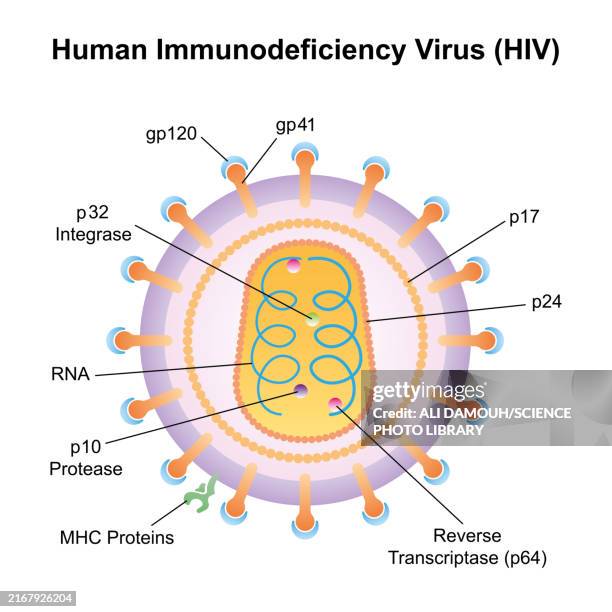 Human Immunodeficiency Virus (HIV)
gp120
gp41
p32
Integrase
p17
p24
RNA
gettyimages
Credit: ALI DAMOUH/SCIENCE
PHOTO LIBRARY
p10
Protease
MHC Proteins
Reverse
Transcriptase (p64)
2167926204